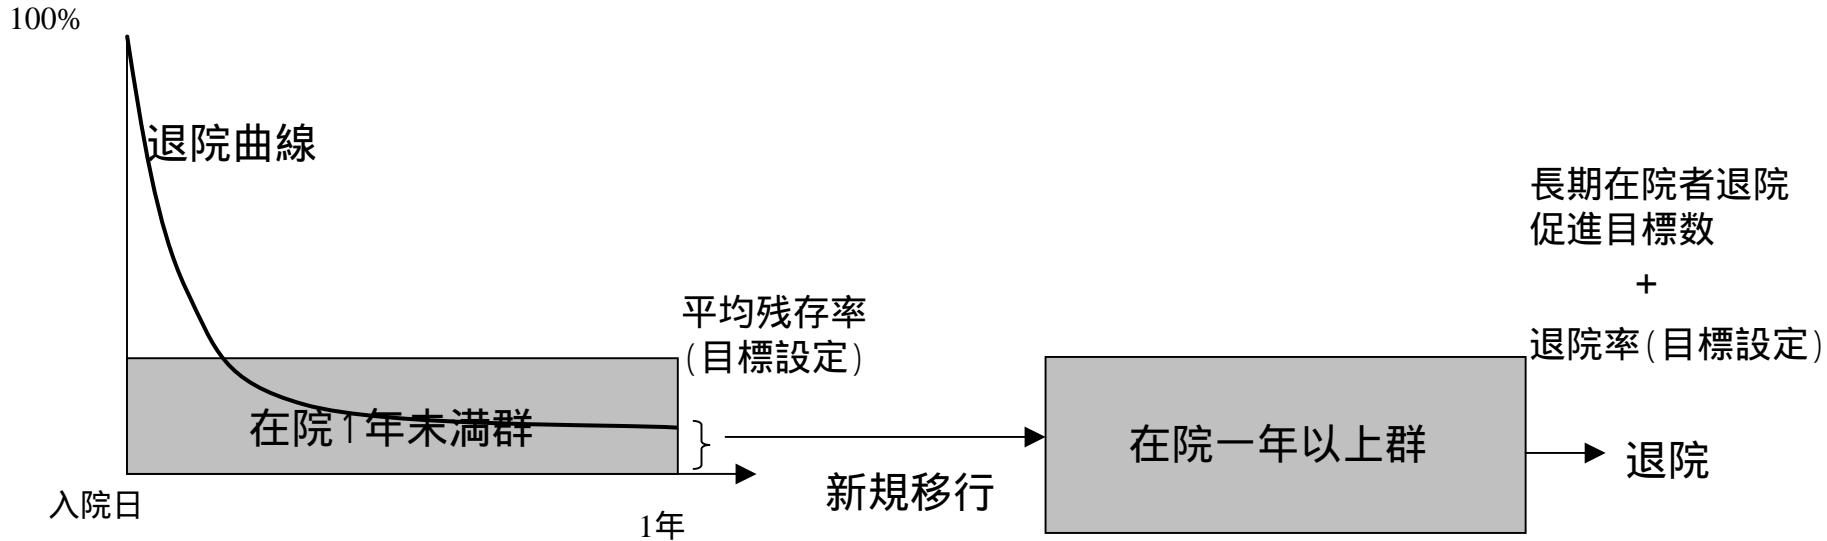 100%
退院曲線
長期在院者退院
促進目標数
+
退院率(目標設定)
平均残存率
(目標設定)
在院1年未満群
新規移行
在院一年以上群
退院
入院日
1年